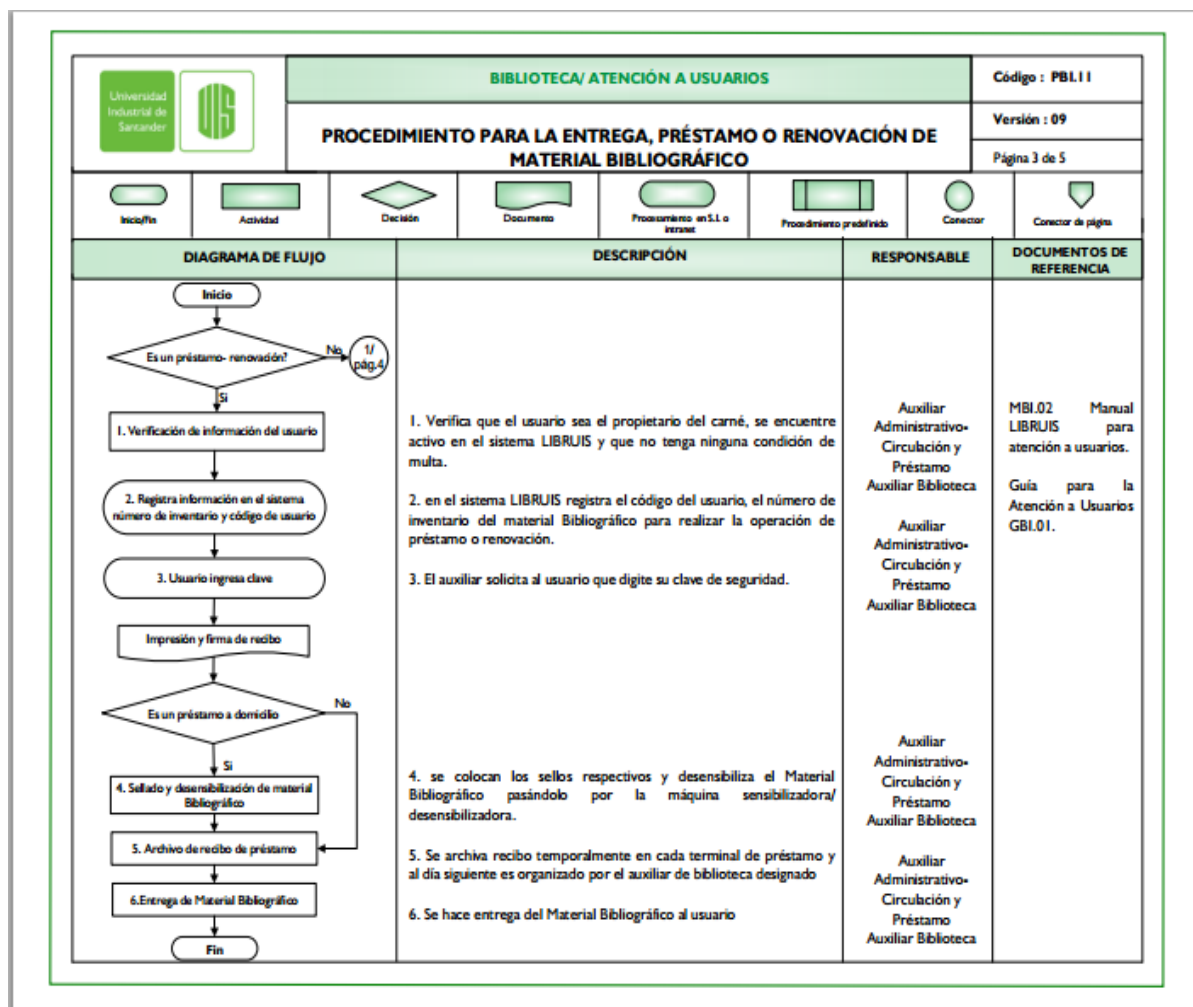 Universidad
Industrial de
Santander
UIS
BIBLIOTECA/ ATENCIÓN A USUARIOS
Código : PBI.11
PROCEDIMIENTO PARA LA ENTREGA, PRÉSTAMO O RENOVACIÓN DE
MATERIAL BIBLIOGRÁFICO
Versión : 09
Página 3 de 5
Inicio/Fin
Actividad
Decisión
Documento
Procesamiento en S.I. o
intranet
Procedimiento predefinido
Conector
Conector de página
DIAGRAMA DE FLUJO
DESCRIPCIÓN
RESPONSABLE
DOCUMENTOS DE
REFERENCIA
Inicio
Es un préstamo- renovación?
No
1/
pág.4
Si
1. Verificación de información del usuario
2. Registra información en el sistema
número de inventario y código de usuario
3. Usuario ingresa clave
Impresión y firma de recibo
Es un préstamo a domicilio
No
Si
4. Sellado y desensibilización de material
Bibliográfico
5. Archivo de recibo de préstamo
6.Entrega de Material Bibliográfico
Fin
1. Verifica que el usuario sea el propietario del carné, se encuentre
activo en el sistema LIBRUIS y que no tenga ninguna condición de
multa.
2. en el sistema LIBRUIS registra el código del usuario, el número de
inventario del material Bibliográfico para realizar la operación de
préstamo o renovación.
3. El auxiliar solicita al usuario que digite su clave de seguridad.
4. se colocan los sellos respectivos y desensibiliza el Material
Bibliográfico pasándolo por la máquina sensibilizadora/
desensibilizadora.
5. Se archiva recibo temporalmente en cada terminal de préstamo y
al día siguiente es organizado por el auxiliar de biblioteca designado
6. Se hace entrega del Material Bibliográfico al usuario
Auxiliar
Administrativo-
Circulación y
Préstamo
Auxiliar Biblioteca
Auxiliar
Administrativo-
Circulación y
Préstamo
Auxiliar Biblioteca
Auxiliar
Administrativo-
Circulación y
Préstamo
Auxiliar Biblioteca
Auxiliar
Administrativo-
Circulación y
Préstamo
Auxiliar Biblioteca
MBI.02 Manual
LIBRUIS para
atención a usuarios.
Guía para la
Atención a Usuarios
GBI.01.